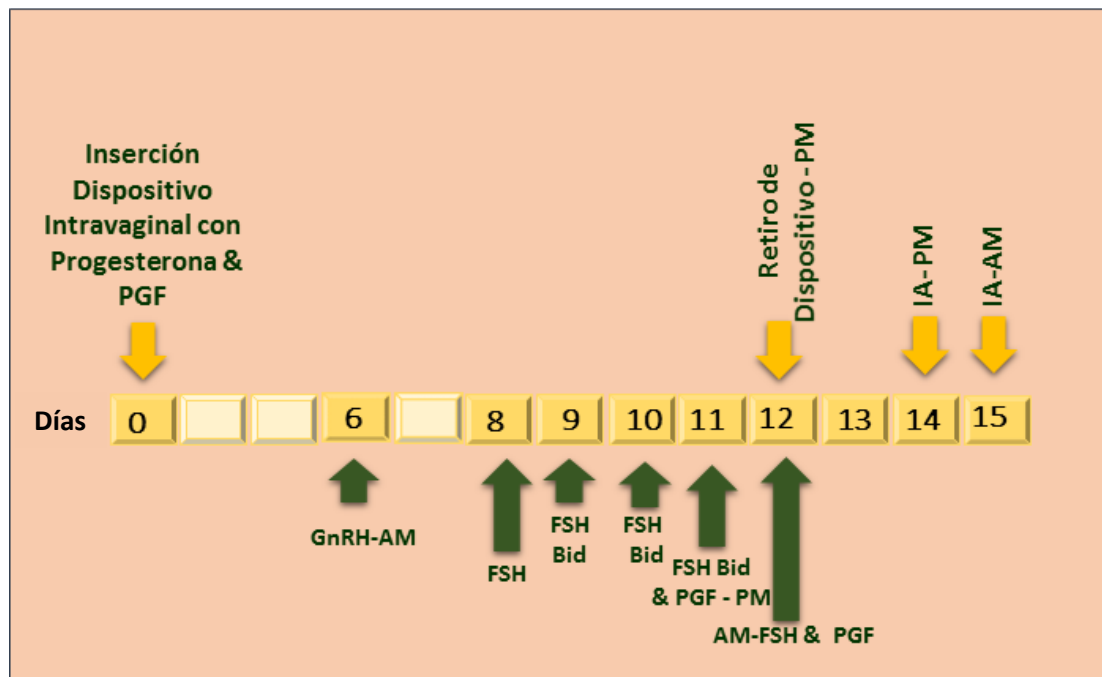 Inserción
Dispositivo
Intravaginal con
Progesterona &
PGF
Retiro de
Dispositivo - PM
IA - PM
IA - AM
Días
0
6
8
9
10
11
12
13
14
15
GnRH-AM
FSH
FSH
Bid
FSH
Bid
FSH Bid
& PGF - PM
AM-FSH & PGF